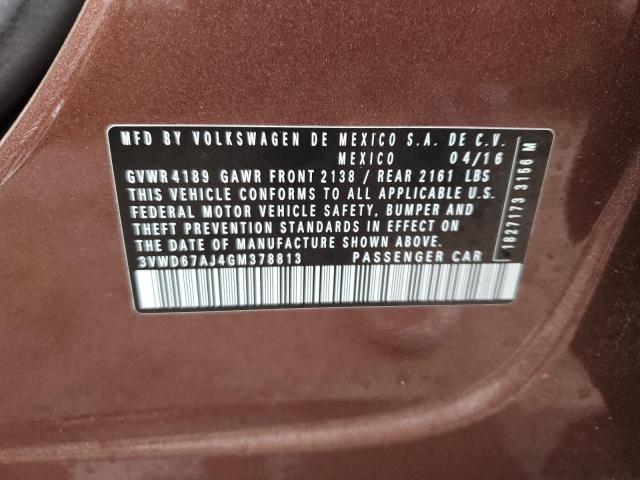 MFD BY VOLKSWAGEN DE MEXICO S.A. DE C.V.
MEXICO 04/16
GVWR 4189 GAWR FRONT 2138 / REAR 2161 LBS
THIS VEHICLE CONFORMS TO ALL APPLICABLE U.S.
FEDERAL MOTOR VEHICLE SAFETY, BUMPER AND
THEFT PREVENTION STANDARDS IN EFFECT ON
THE DATE OF MANUFACTURE SHOWN ABOVE.
3VWD67AJ4GM378813 PASSENGER CAR
1827173 3156 M